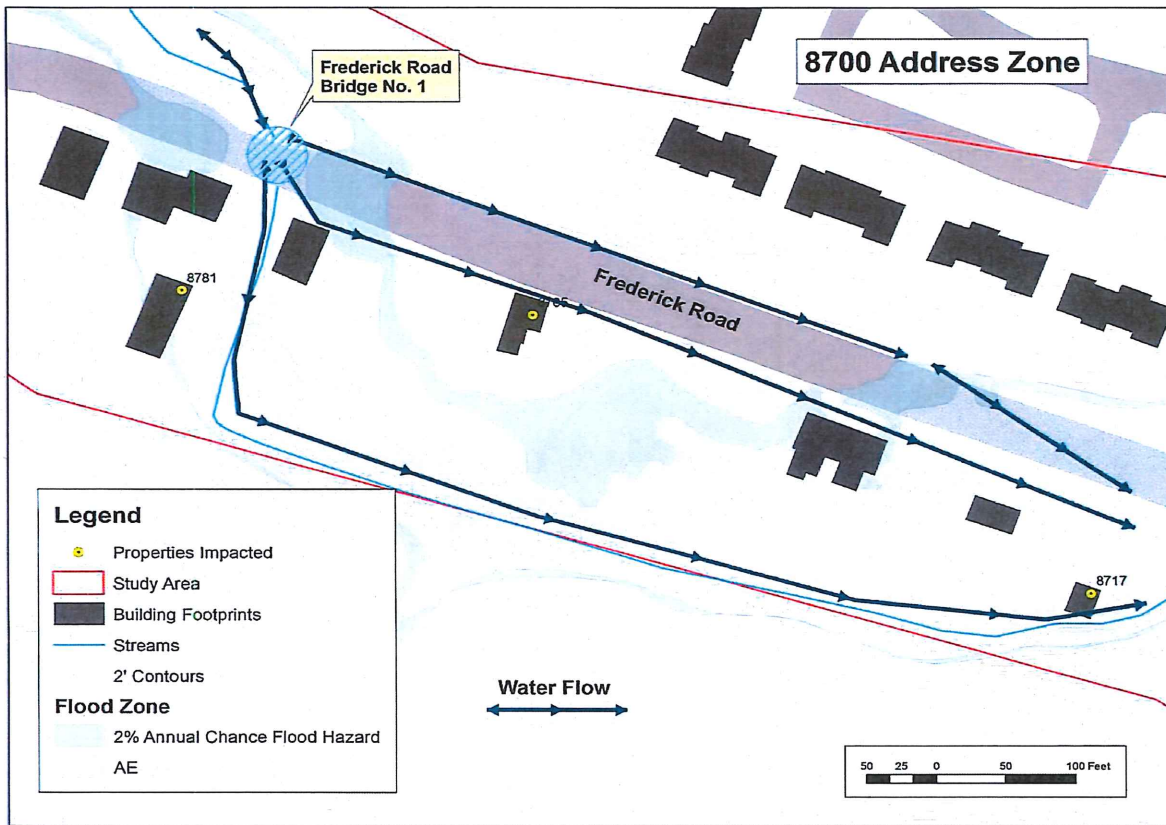 8700 Address Zone
Frederick Road
Bridge No. 1
8781
Frederick Road
8717
Legend
Properties Impacted
Study Area
Building Footprints
Streams
2' Contours
Flood Zone
2% Annual Chance Flood Hazard
AE
Water Flow
50 25 0 50 100 Feet